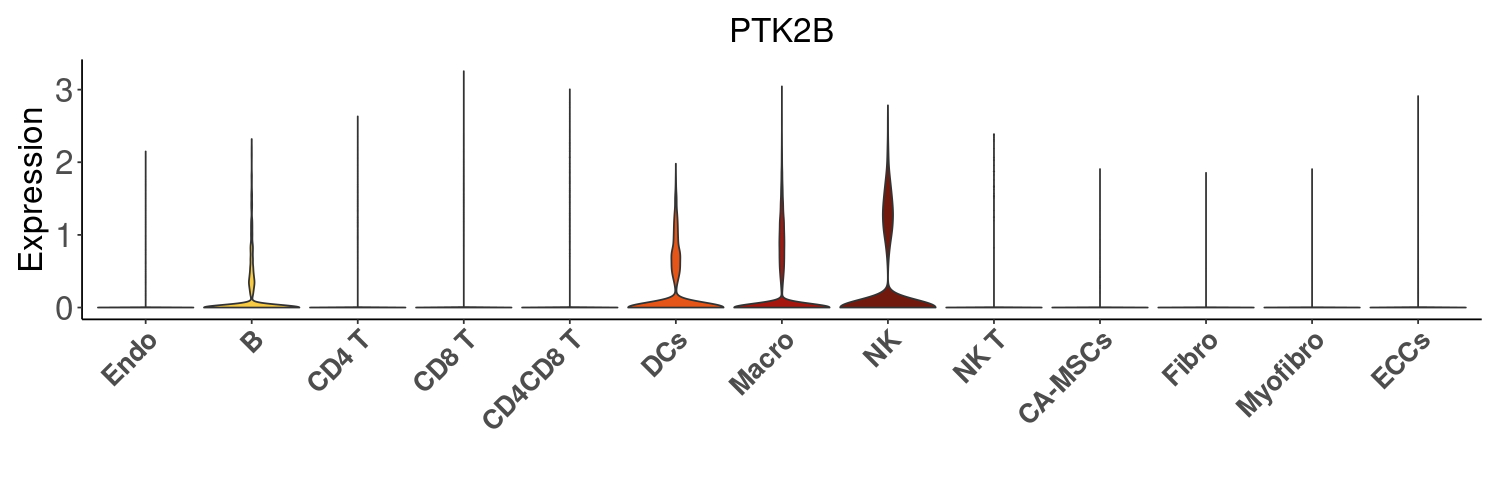 PTK2B
Expression
3
2
1
0
Endo
B
CD4 T
CD8 T
CD4CD8 T
DCs
Macro
NK
NK T
CA-MSCs
Fibro
Myofibro
ECCs